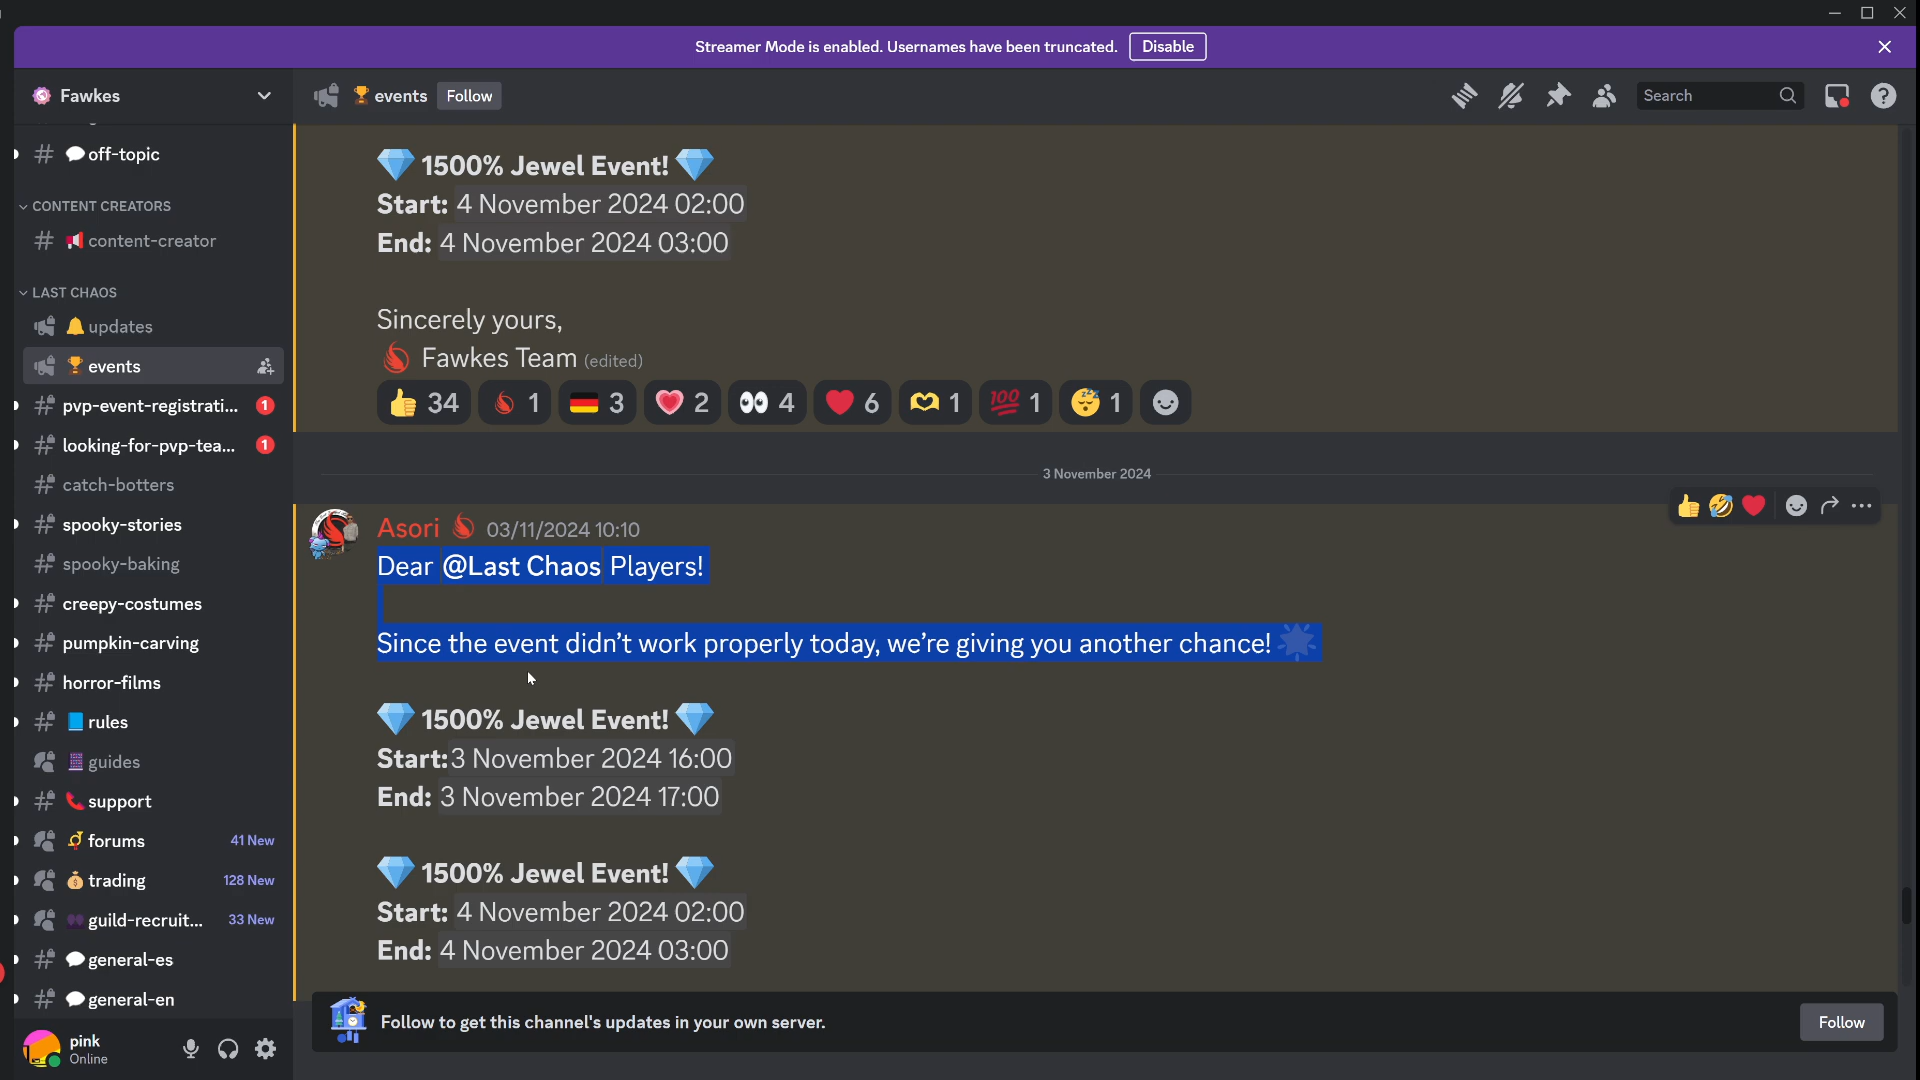 Streamer Mode is enabled. Usernames have been truncated. Disable
Fawkes
events Follow
Search
off-topic
CONTENT CREATORS
content-creator
LAST CHAOS
updates
events
pvp-event-registrati... 1
looking-for-pvp-tea... 1
catch-botters
spooky-stories
spooky-baking
creepy-costumes
pumpkin-carving
horror-films
rules
guides
support
forums 41 New
trading 128 New
guild-recruit... 33 New
general-es
general-en
pink
Online
1500% Jewel Event!
Start: 4 November 2024 02:00
End: 4 November 2024 03:00
Sincerely yours,
Fawkes Team (edited)
34 1 3 2 4 6 1 100 1 1
3 November 2024
Asori 03/11/2024 10:10
Dear @Last Chaos Players!
Since the event didn't work properly today, we're giving you another chance!
1500% Jewel Event!
Start: 3 November 2024 16:00
End: 3 November 2024 17:00
1500% Jewel Event!
Start: 4 November 2024 02:00
End: 4 November 2024 03:00
Follow to get this channel's updates in your own server. Follow